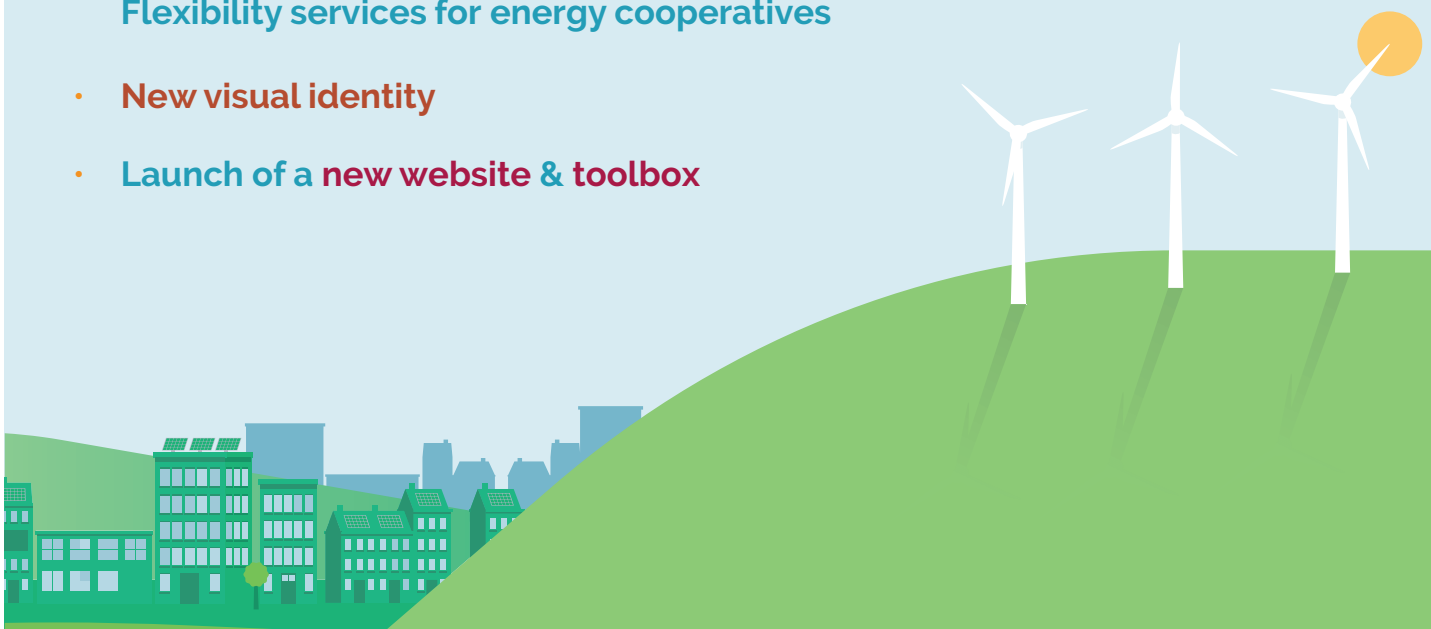 Flexibility services for energy cooperatives
• New visual identity
• Launch of a new website & toolbox